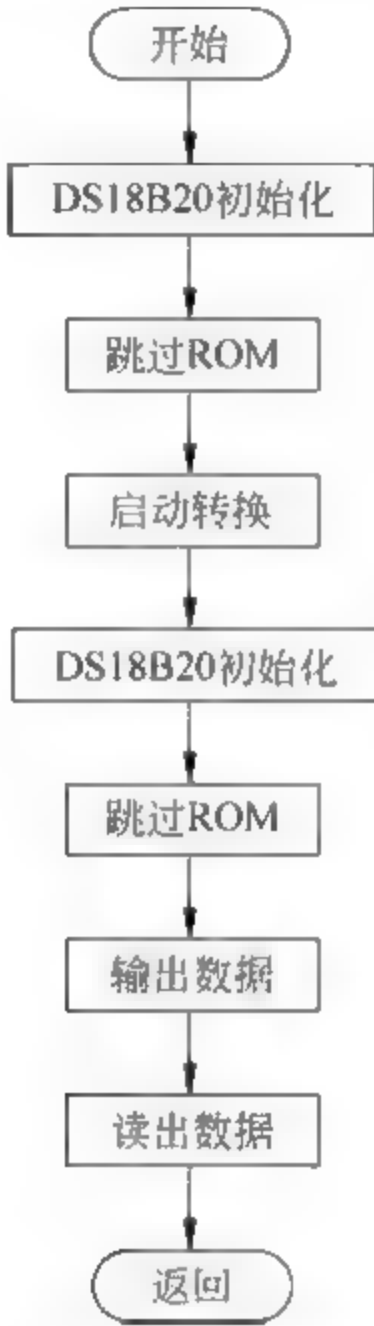 开始
DS18B20初始化
跳过ROM
启动转换
DS18B20初始化
跳过ROM
输出数据
读出数据
返回